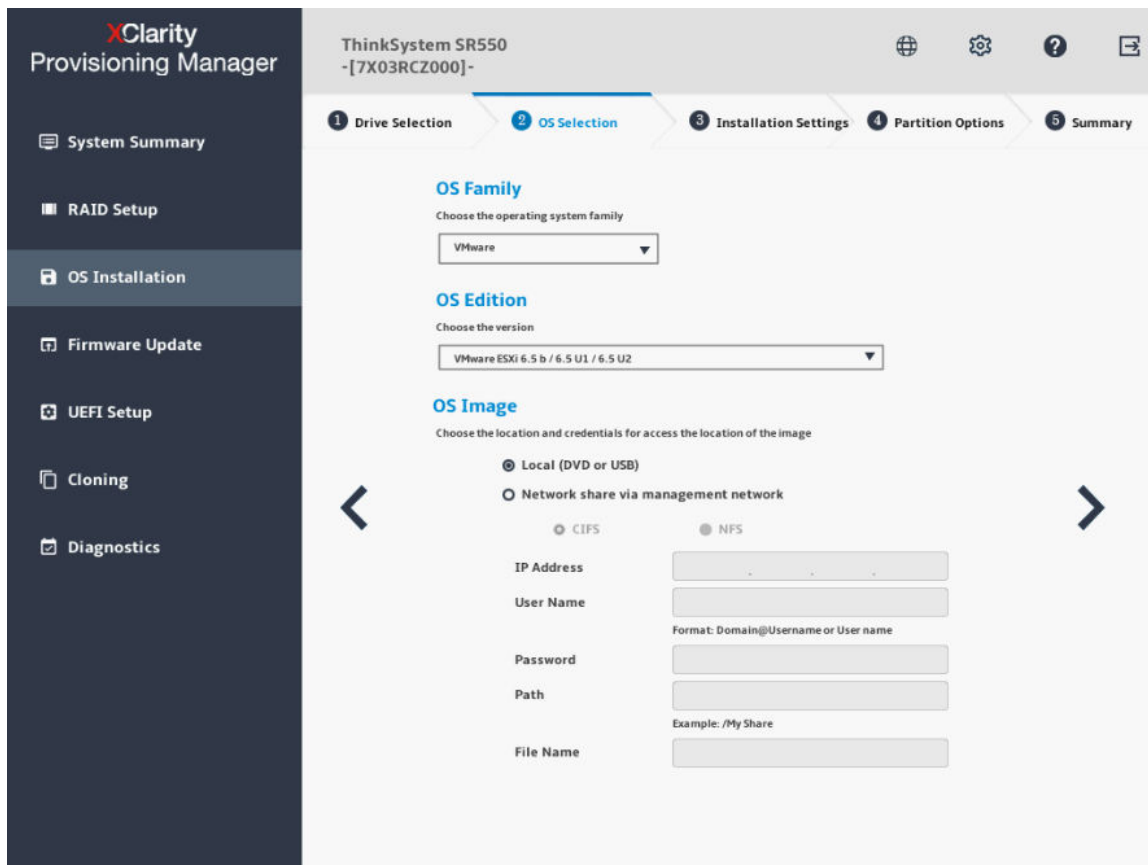 XClarity
Provisioning Manager
System Summary
RAID Setup
OS Installation
Firmware Update
UEFI Setup
Cloning
Diagnostics
ThinkSystem SR550
-[7X03RCZ000]-
1 Drive Selection
2 OS Selection
3 Installation Settings
4 Partition Options
5 Summary
OS Family
Choose the operating system family
VMware
OS Edition
Choose the version
VMware ESXi 6.5 b / 6.5 U1 / 6.5 U2
OS Image
Choose the location and credentials for access the location of the image
Local (DVD or USB)
Network share via management network
CIFS NFS
IP Address . . .
User Name
Format: Domain@Username or User name
Password
Path
Example: /My Share
File Name